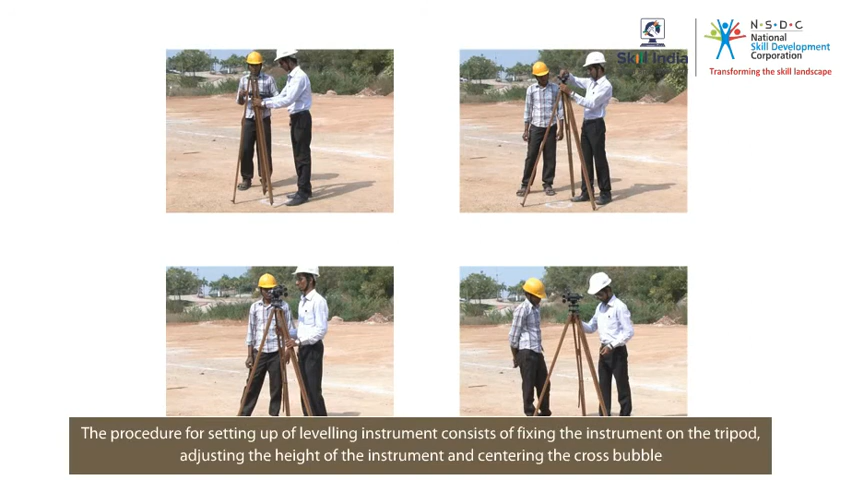 N·S·D·C
National
Skill Development
Corporation
Transforming the skill landscape
Skill India
The procedure for setting up of levelling instrument consists of fixing the instrument on the tripod,
adjusting the height of the instrument and centering the cross bubble